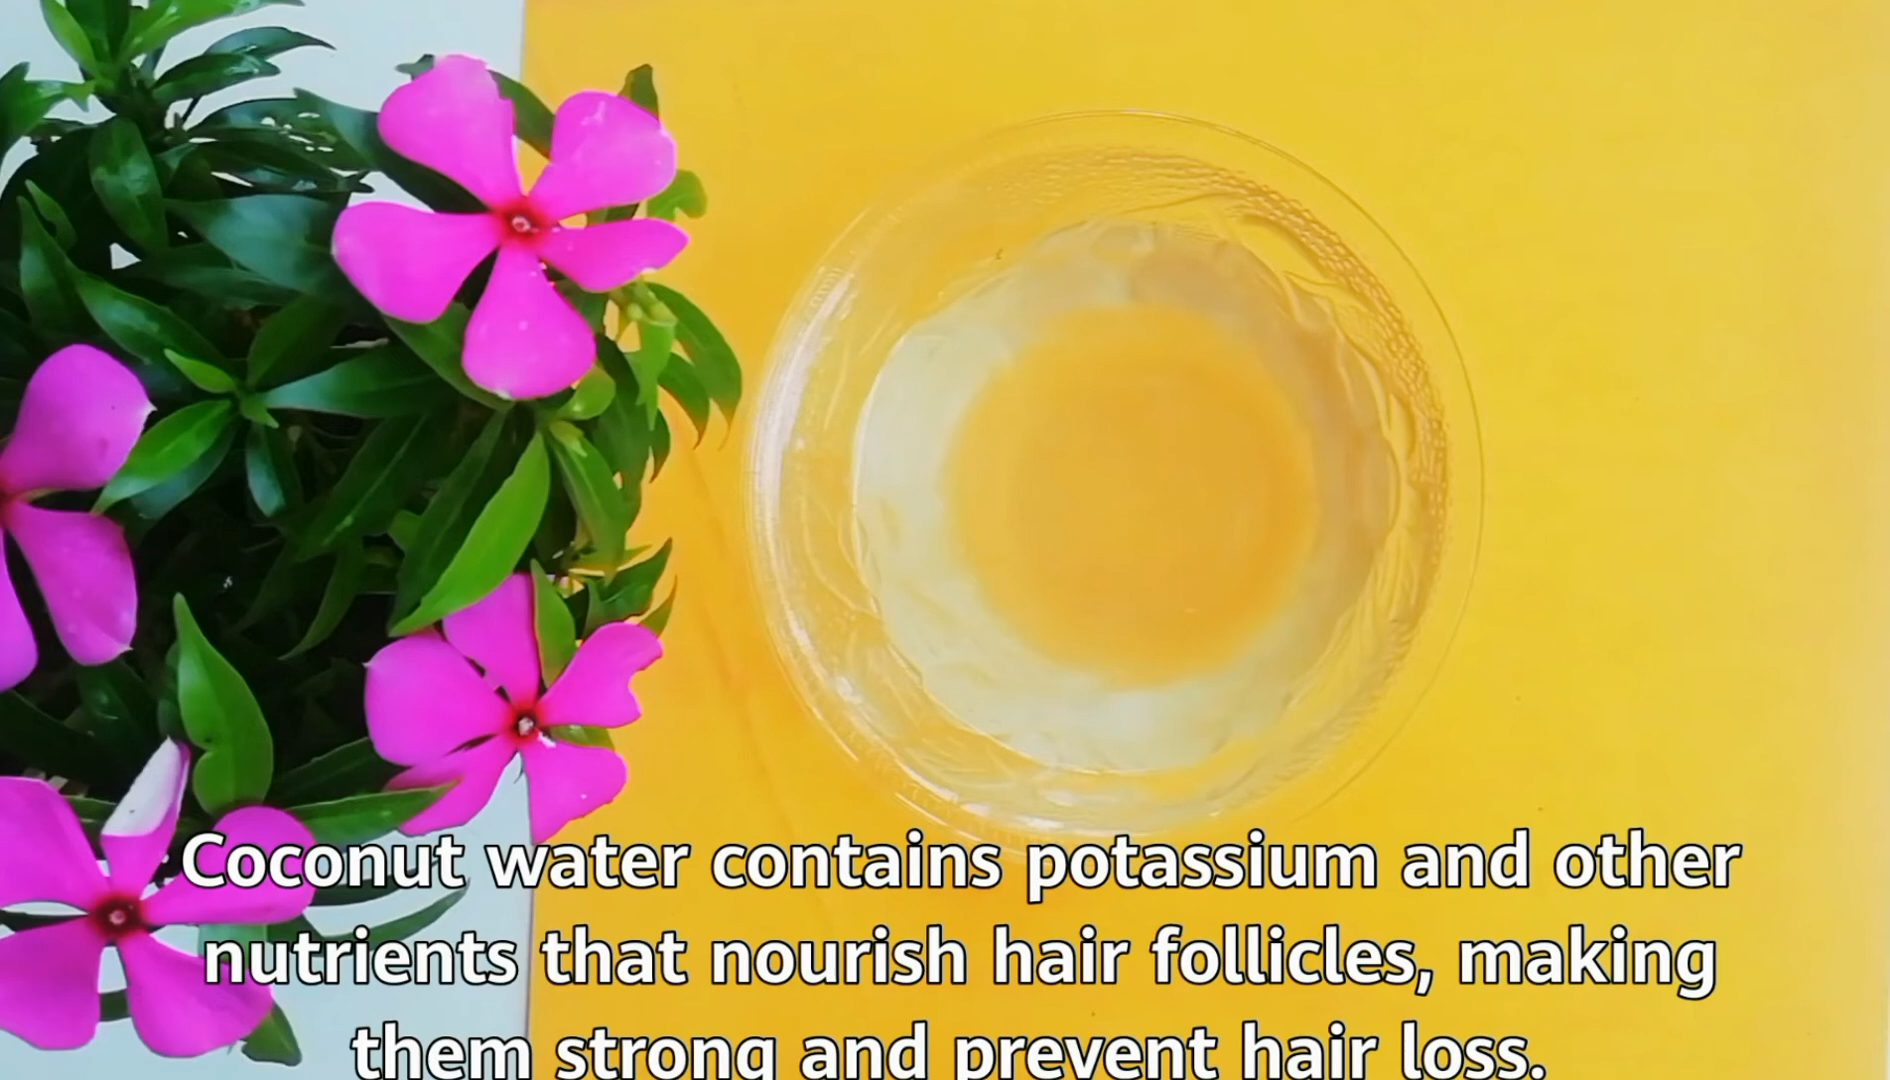 Coconut water contains potassium and other
nutrients that nourish hair follicles, making
them strong and prevent hair loss.